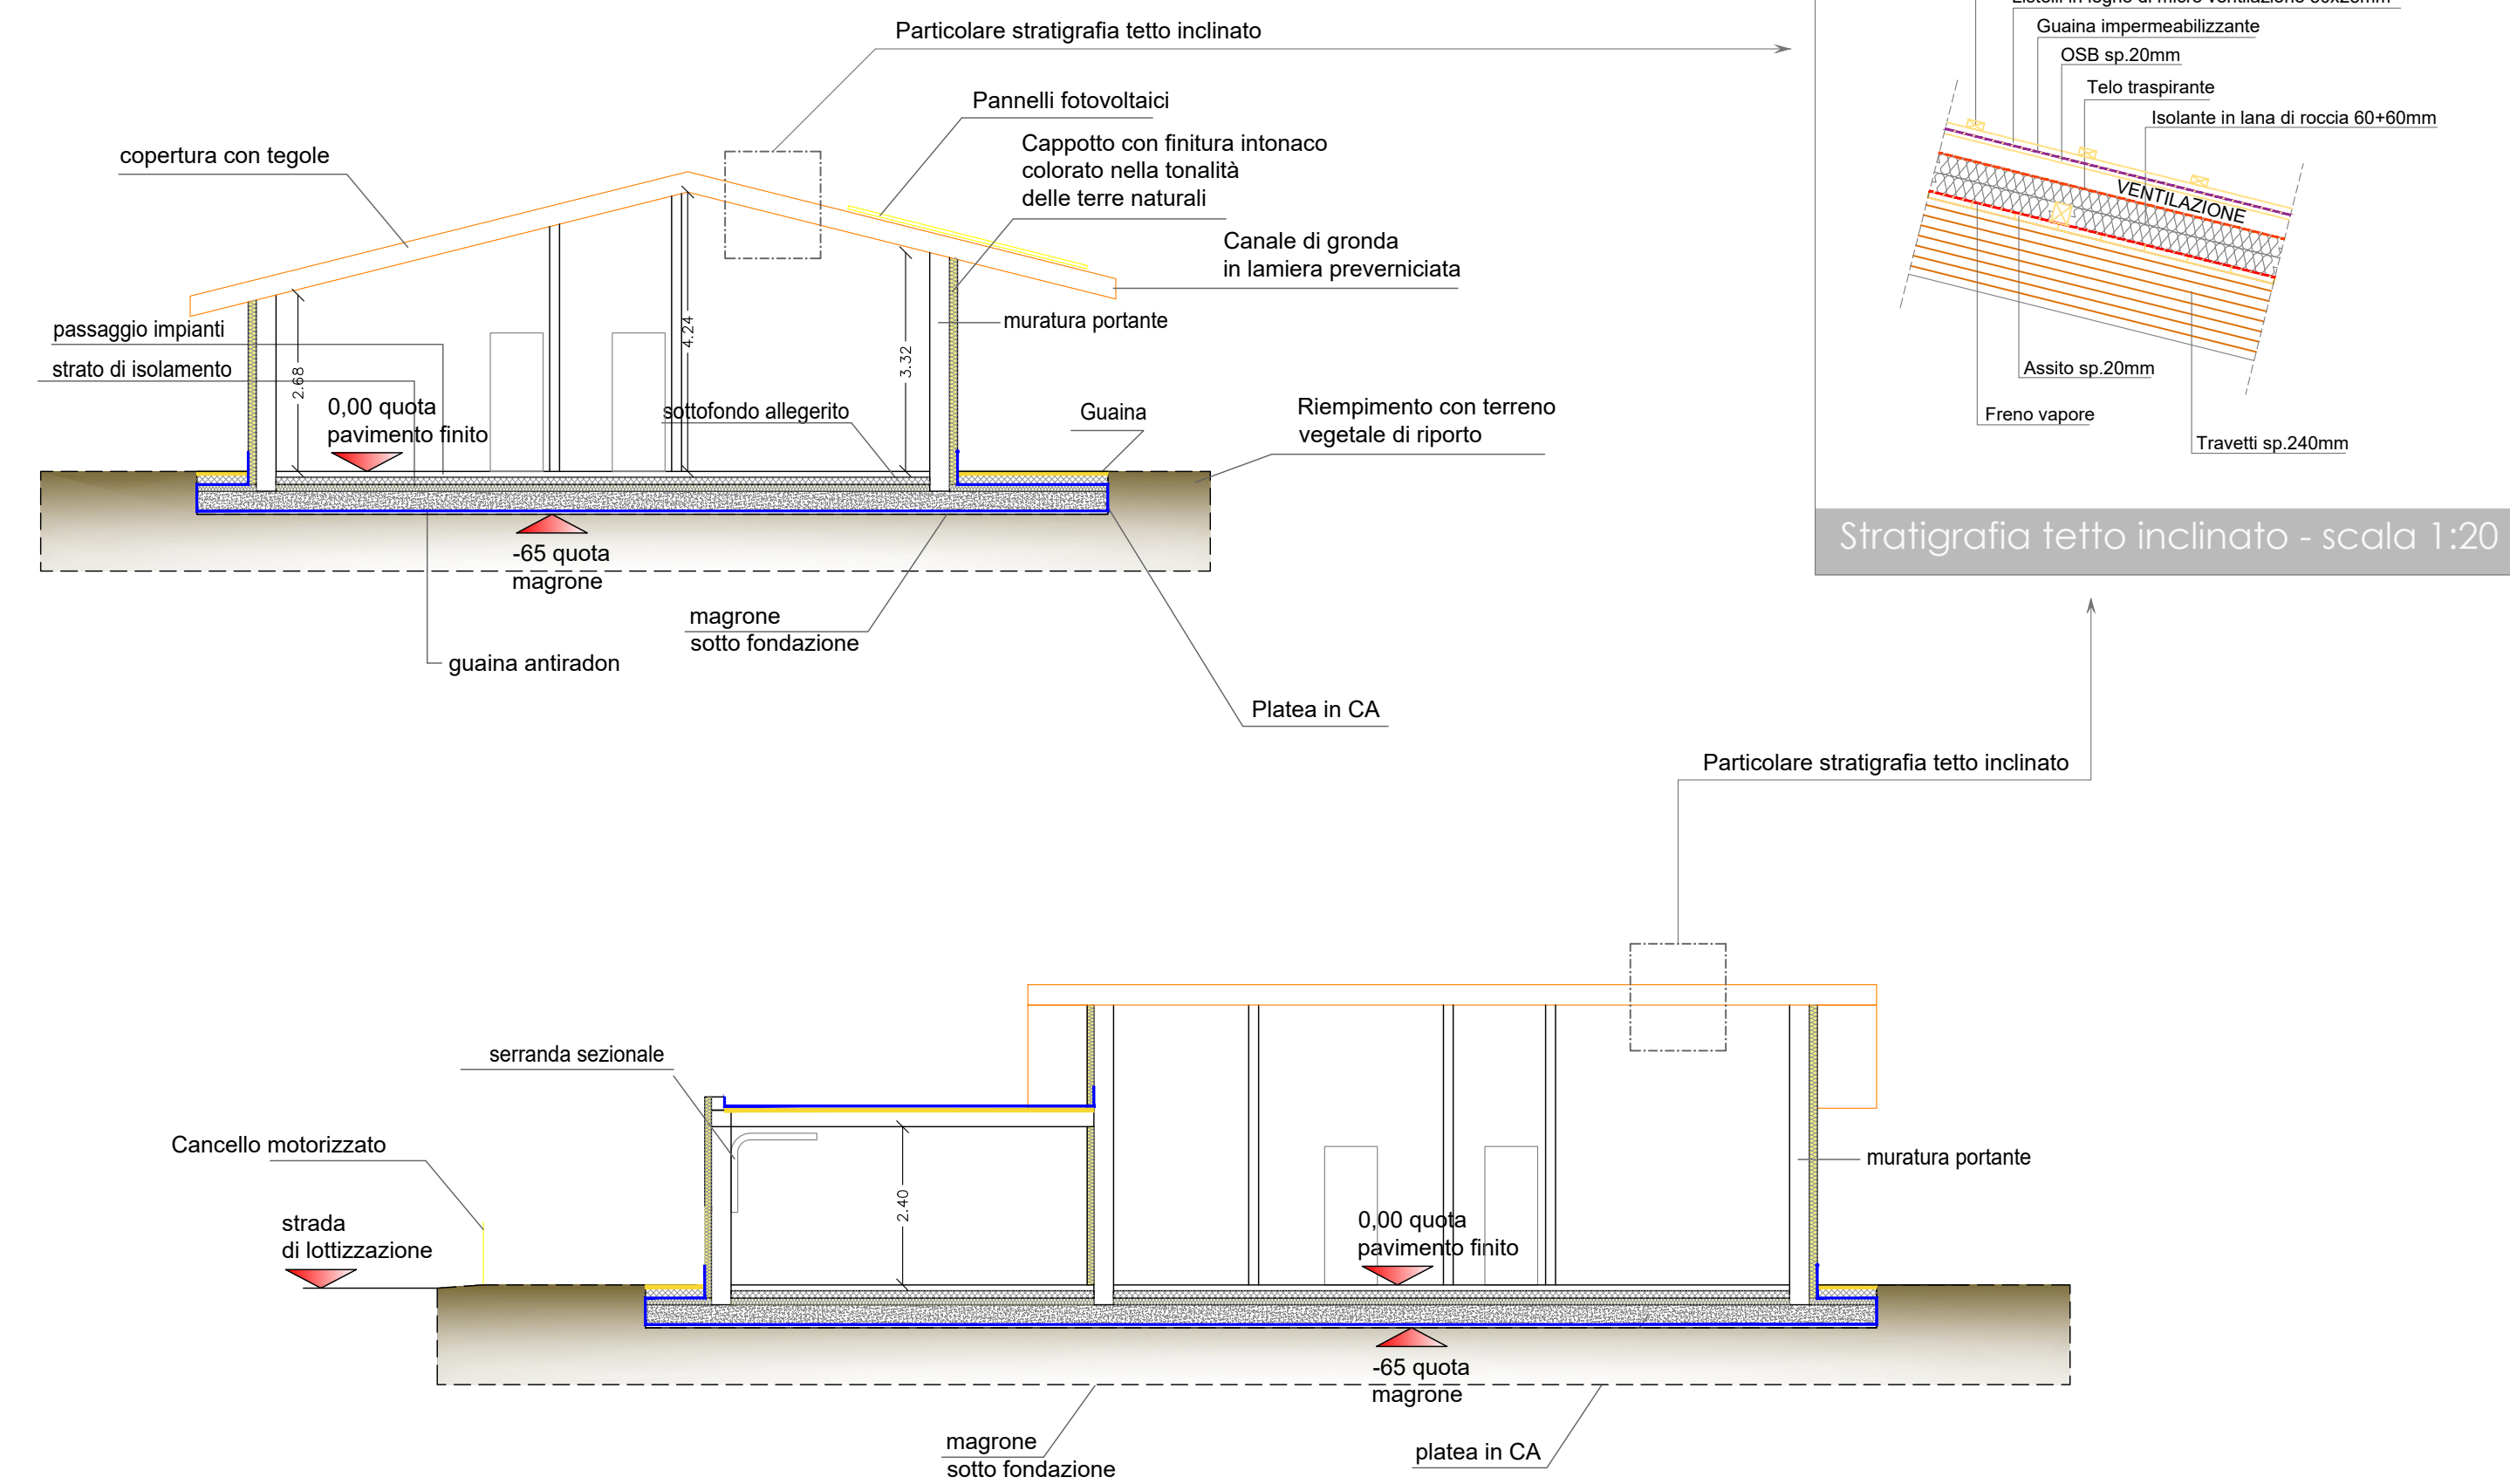 Particolare stratigrafia tetto inclinato
Pannelli fotovoltaici
Cappotto con finitura intonaco
colorato nella tonalità
delle terre naturali
copertura con tegole
Canale di gronda
in lamiera preverniciata
muratura portante
passaggio impianti
strato di isolamento
2.68
4.24
3.32
0,00 quota
pavimento finito
sottofondo allegerito
Guaina
Riempimento con terreno
vegetale di riporto
-65 quota
magrone
magrone
sotto fondazione
guaina antiradon
Platea in CA
Listelli in legno di micro ventilazione
Guaina impermeabilizzante
OSB sp.20mm
Telo traspirante
Isolante in lana di roccia 60+60mm
VENTILAZIONE
Assito sp.20mm
Freno vapore
Travetti sp.240mm
Stratigrafia tetto inclinato - scala 1:20
Particolare stratigrafia tetto inclinato
serranda sezionale
Cancello motorizzato
strada
di lottizzazione
2.40
0,00 quota
pavimento finito
muratura portante
-65 quota
magrone
magrone
sotto fondazione
platea in CA